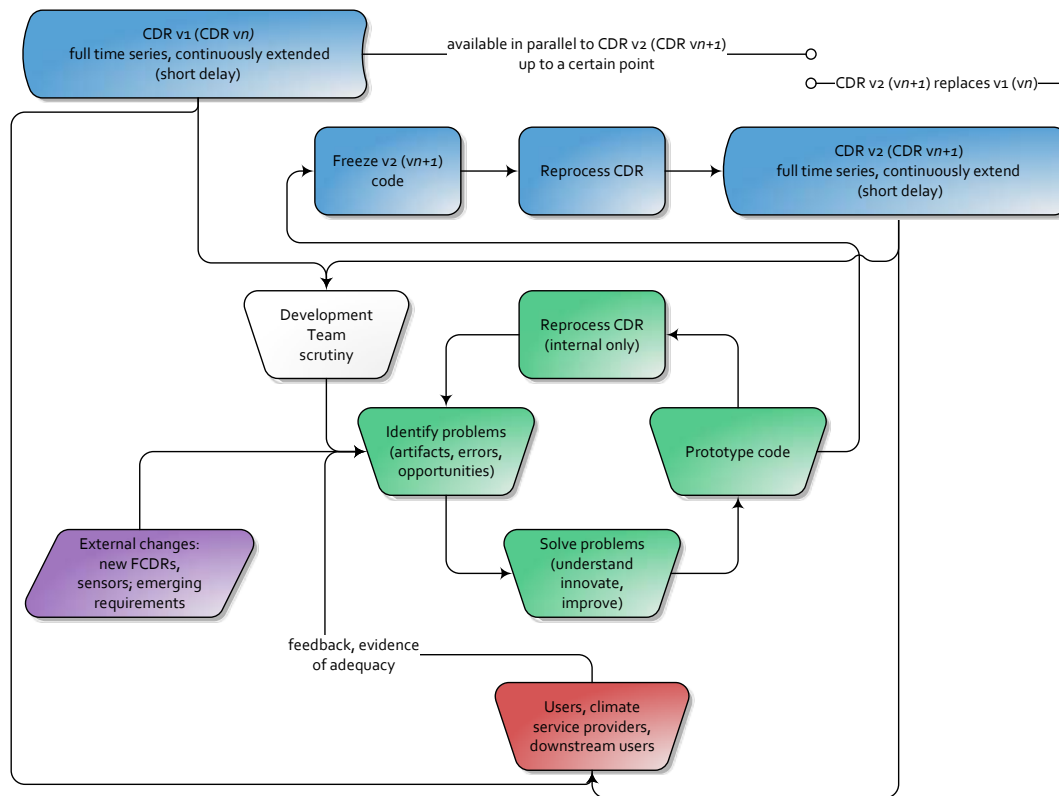 CDR v1 (CDR vn)
full time series, continuously extended
(short delay)
available in parallel to CDR v2 (CDR vn+1)
up to a certain point
CDR v2 (vn+1) replaces v1 (vn)
Freeze v2 (vn+1)
code
Reprocess CDR
CDR v2 (CDR vn+1)
full time series, continuously extend
(short delay)
Development
Team
scrutiny
Reprocess CDR
(internal only)
Identify problems
(artifacts, errors,
opportunities)
Prototype code
External changes:
new FCDRs,
sensors; emerging
requirements
Solve problems
(understand
innovate,
improve)
feedback, evidence
of adequacy
Users, climate
service providers,
downstream users